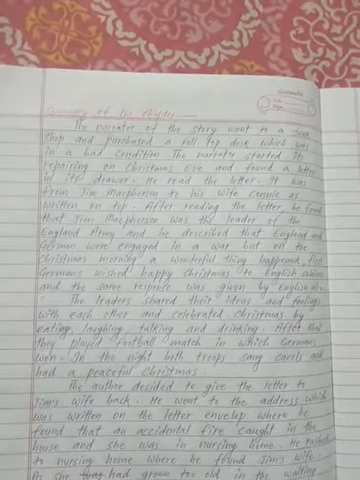 Classmate
Date
Page
Summary of the chapter
The narrator of the story went to a junk
shop and purchased a roll top desk which was
in a bad condition The narrator started its
repairing on Christmas Eve and found a letter
in its drawer. He read the letter. It was
from Jim Macpherson to his wife Connie as
written on top. After reading the letter he found
that Jim Macpherson was the leader of the
England Army and he described that England and
German were engaged in a war but on the
Christmas morning a wonderful thing happened, first
Germans wished happy Christmas to English soldiers
and the same response was given by English
The leaders shared their ideas and feelings
with each other and celebrated Christmas by
eating, laughing, talking and drinking. After that
they played football match in which Germans
won. In the night both troops sang carols and
had a peaceful Christmas.
The author decided to give the letter to
Jim's wife back. He went to the address which
was written on the letter envelup where he
found that an accidental fire caught in the
house and she was in nursing home. He rushed
to nursing home where he found Jim's wife
As she had grown too old in the waiting